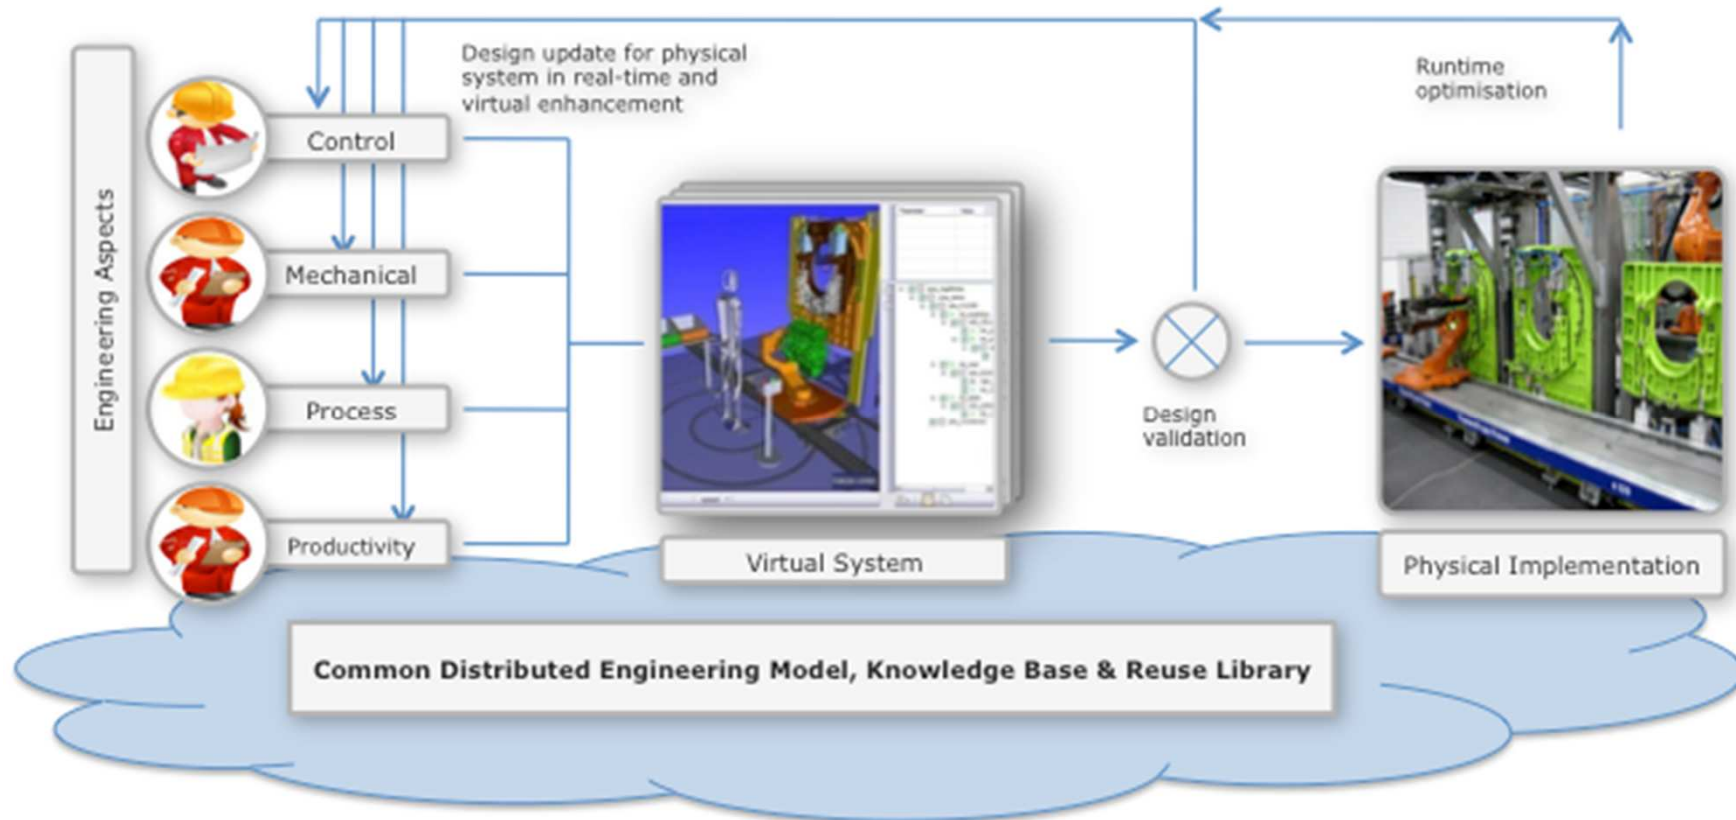 Design update for physical
system in real-time and
virtual enhancement
Runtime
optimisation
Engineering Aspects
Control
Mechanical
Process
Productivity
Design
validation
Virtual System
Physical Implementation
Common Distributed Engineering Model, Knowledge Base & Reuse Library